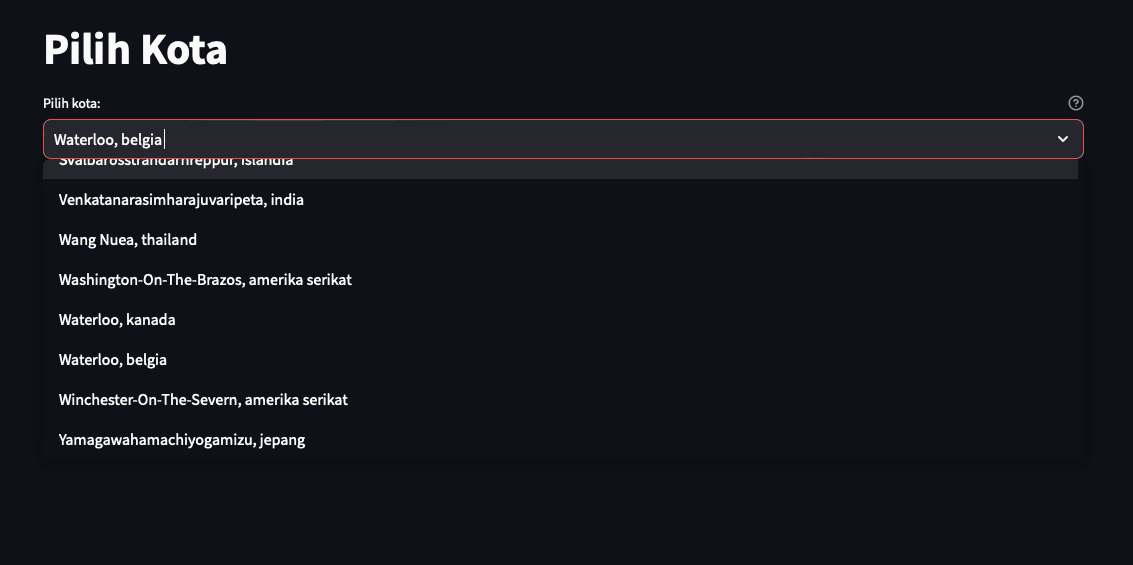 Pilih Kota
Pilih kota:
Waterloo, belgia
Svalbarosstrandarhreppur, islandia
Venkatanarasimharajuvaripeta, india
Wang Nuea, thailand
Washington-On-The-Brazos, amerika serikat
Waterloo, kanada
Waterloo, belgia
Winchester-On-The-Severn, amerika serikat
Yamagawahamachiyogamizu, jepang